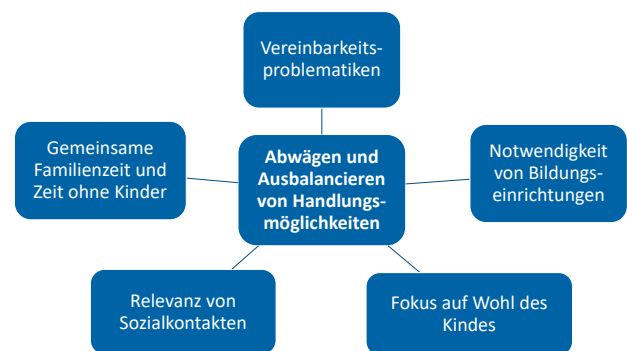 Vereinbarkeits-
problematiken
Gemeinsame
Familienzeit und
Zeit ohne Kinder
Abwägen und
Ausbalancieren
von Handlungs-
möglichkeiten
Notwendigkeit
von Bildungs-
einrichtungen
Relevanz von
Sozialkontakten
Fokus auf Wohl des
Kindes